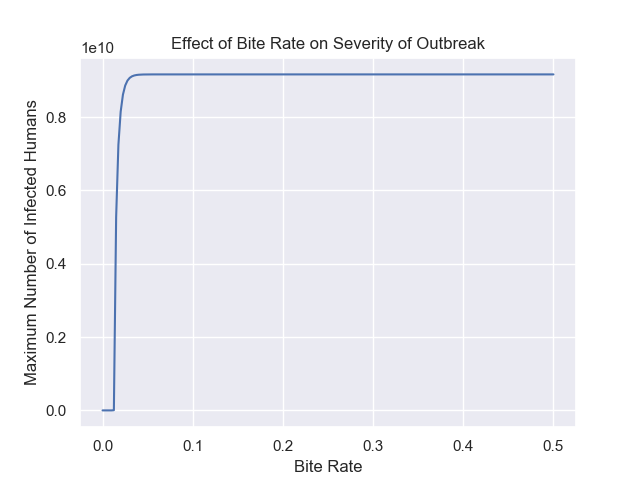 Effect of Bite Rate on Severity of Outbreak
1e10
Maximum Number of Infected Humans
0.8
0.6
0.4
0.2
0.0
0.0 0.1 0.2 0.3 0.4 0.5
Bite Rate